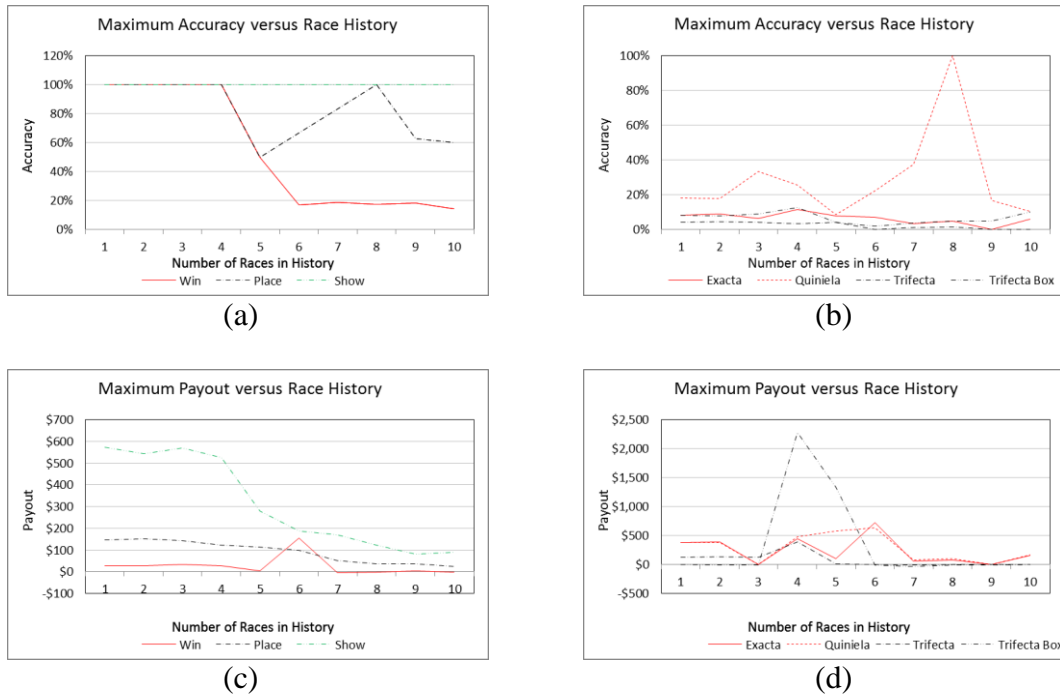 Maximum Accuracy versus Race History
120%
100%
80%
60%
40%
20%
0%
Accuracy
1 2 3 4 5 6 7 8 9 10
Number of Races in History
Win Place Show
(a)
Maximum Accuracy versus Race History
100%
80%
60%
40%
20%
0%
Accuracy
1 2 3 4 5 6 7 8 9 10
Number of Races in History
Exacta Quiniela Trifecta Trifecta Box
(b)
Maximum Payout versus Race History
$700
$600
$500
$400
$300
$200
$100
$0
-$100
Payout
1 2 3 4 5 6 7 8 9 10
Number of Races in History
Win Place Show
(c)
Maximum Payout versus Race History
$2,500
$2,000
$1,500
$1,000
$500
$0
-$500
Payout
1 2 3 4 5 6 7 8 9 10
Number of Races in History
Exacta Quiniela Trifecta Trifecta Box
(d)